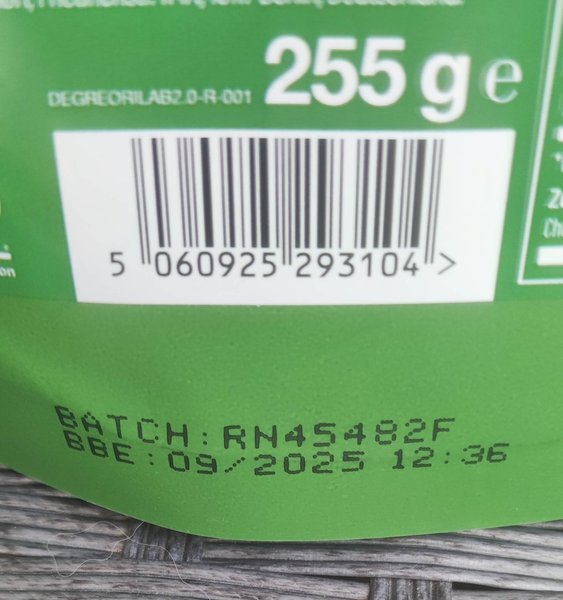 255 g e
DEGREORILAB2.0-R-001
5 060925 293104 >
BATCH:RN45482F
BBE:09/2025 12:36